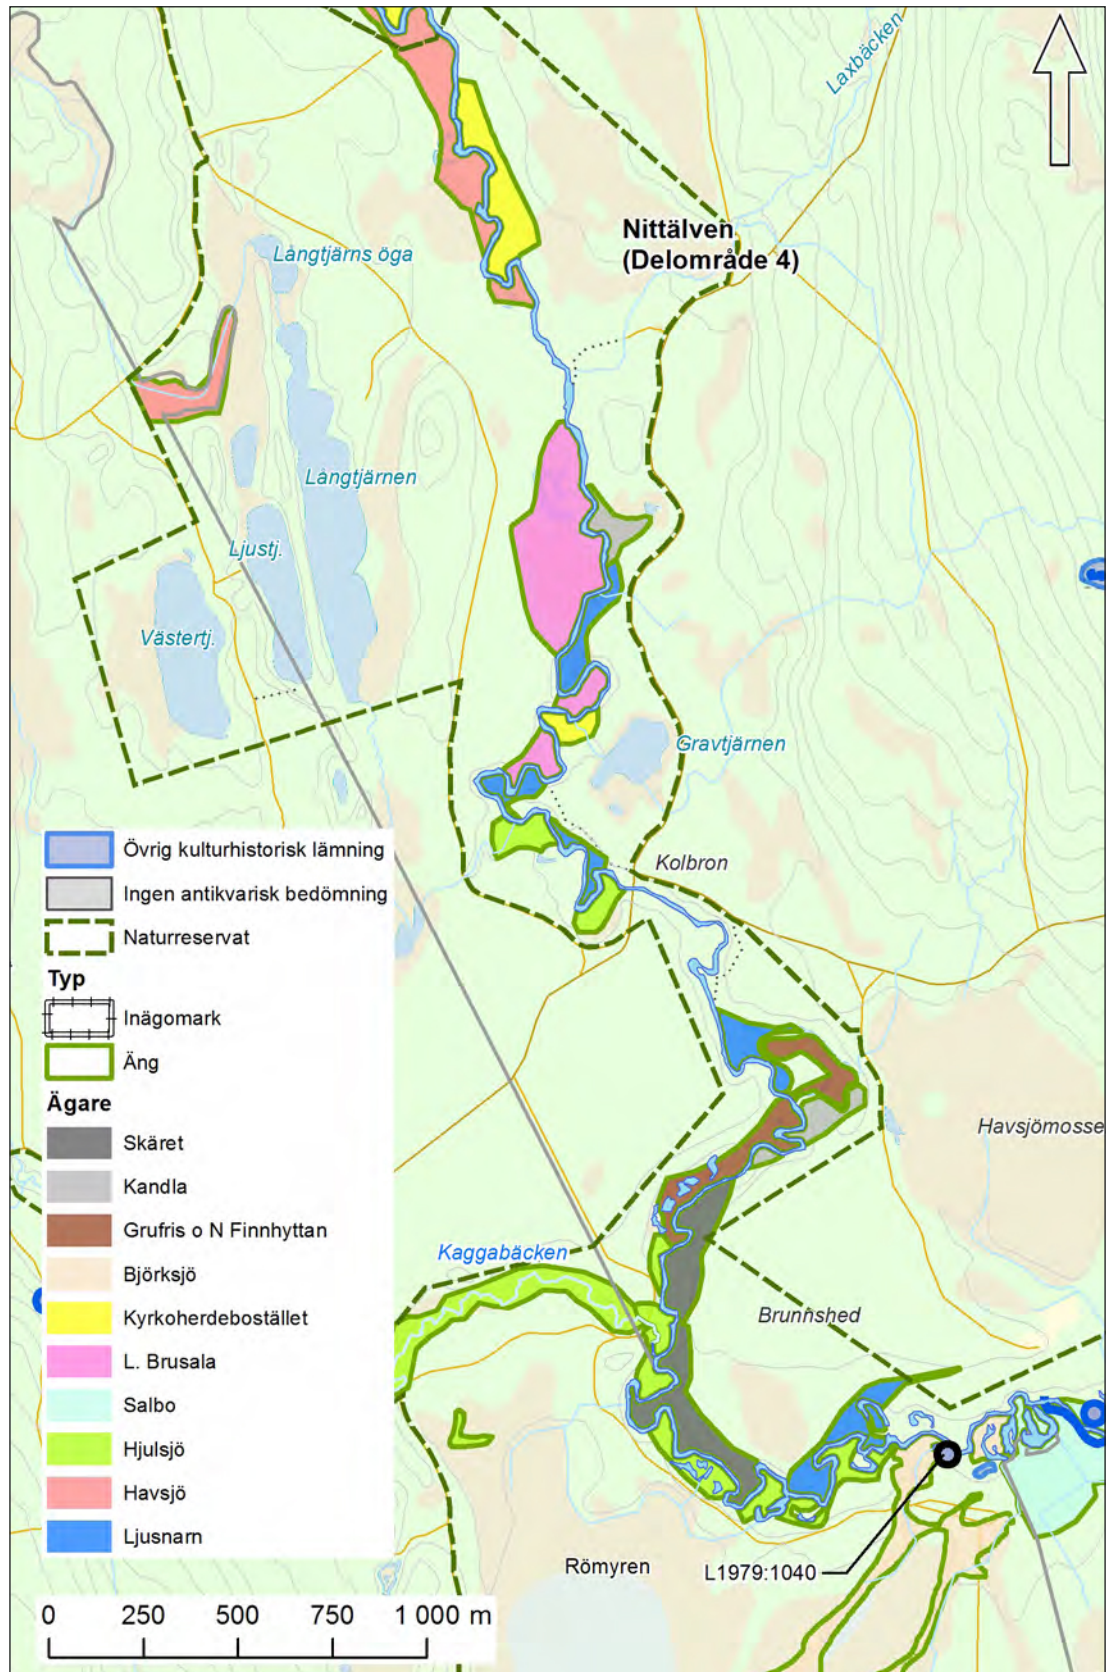 Laxbäcken
Nittälven
(Delområde 4)
Långtjärns öga
Långtjärnen
Ljustj.
Västertj.
Gravtjärnen
Kolbron
Övrig kulturhistorisk lämning
Ingen antikvarisk bedömning
Naturreservat
Typ
Inägomark
Äng
Ägare
Skäret
Kandla
Grufris o N Finnhyttan
Björksjö
Kyrkoherdebostället
L. Brusala
Salbo
Hjulsjö
Havsjö
Ljusnarn
Havsjömosse
Kaggabäcken
Brunnshed
Römyren
L1979:1040
0 250 500 750 1 000 m